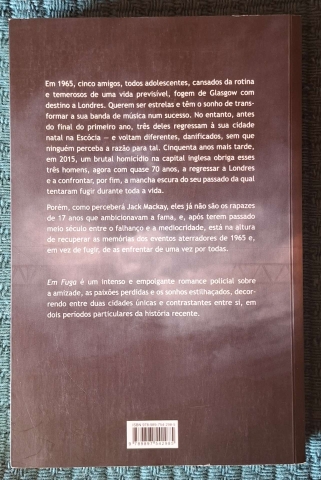 Em 1965, cinco amigos, todos adolescentes, cansados da rotina
e temerosos de uma vida previsível, fogem de Glasgow com
destino a Londres. Querem ser estrelas e têm o sonho de trans-
formar a sua banda de música num sucesso. No entanto, antes
do final do primeiro ano, três deles regressam à sua cidade
natal na Escócia — e voltam diferentes, danificados, sem que
ninguém perceba a razão para tal. Cinquenta anos mais tarde,
em 2015, um brutal homicídio na capital inglesa obriga esses
três homens, agora com quase 70 anos, a regressar a Londres
e a confrontar, por fim, a mancha escura do seu passado da qual
tentaram fugir durante toda a vida.
Porém, como perceberá Jack Mackay, eles já não são os rapazes
de 17 anos que ambicionavam a fama, e, após terem passado
meio século entre o falhanço e a mediocridade, está na altura
de recuperar as memórias dos eventos aterradores de 1965 e,
em vez de fugir, de as enfrentar de uma vez por todas.
Em Fuga é um intenso e empolgante romance policial sobre
a amizade, as paixões perdidas e os sonhos estilhaçados, decor-
rendo entre duas cidades únicas e contrastantes entre si, em
dois períodos particulares da história recente.